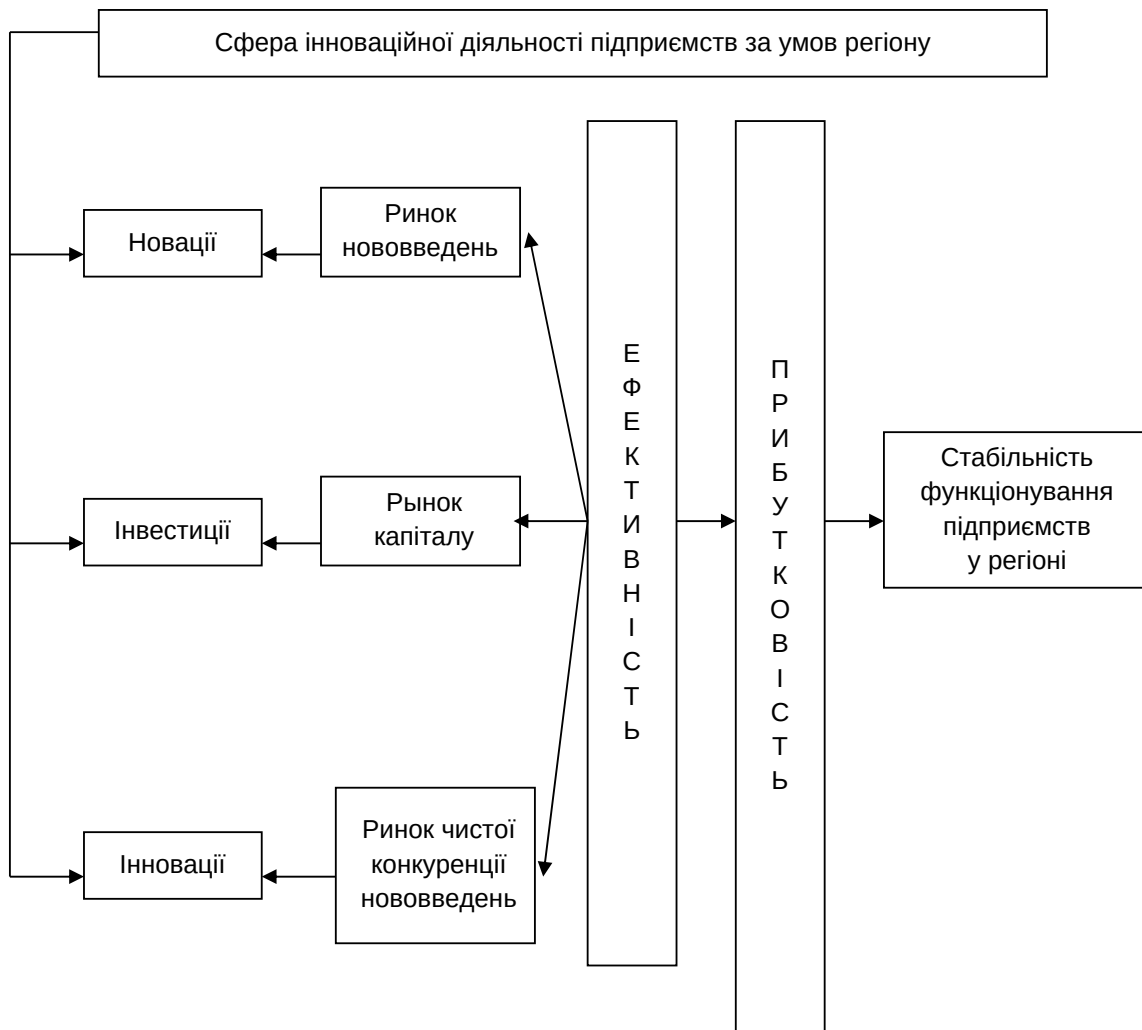 Сфера інноваційної діяльності підприємств за умов регіону
Новації
Ринок
нововведень
Інвестиції
Рынок
капіталу
Інновації
Ринок чистої
конкуренції
нововведень
Е
Ф
Е
К
Т
И
В
Н
І
С
Т
Ь
П
Р
И
Б
У
Т
К
О
В
І
С
Т
Ь
Стабільність
функціонування
підприємств
у регіоні